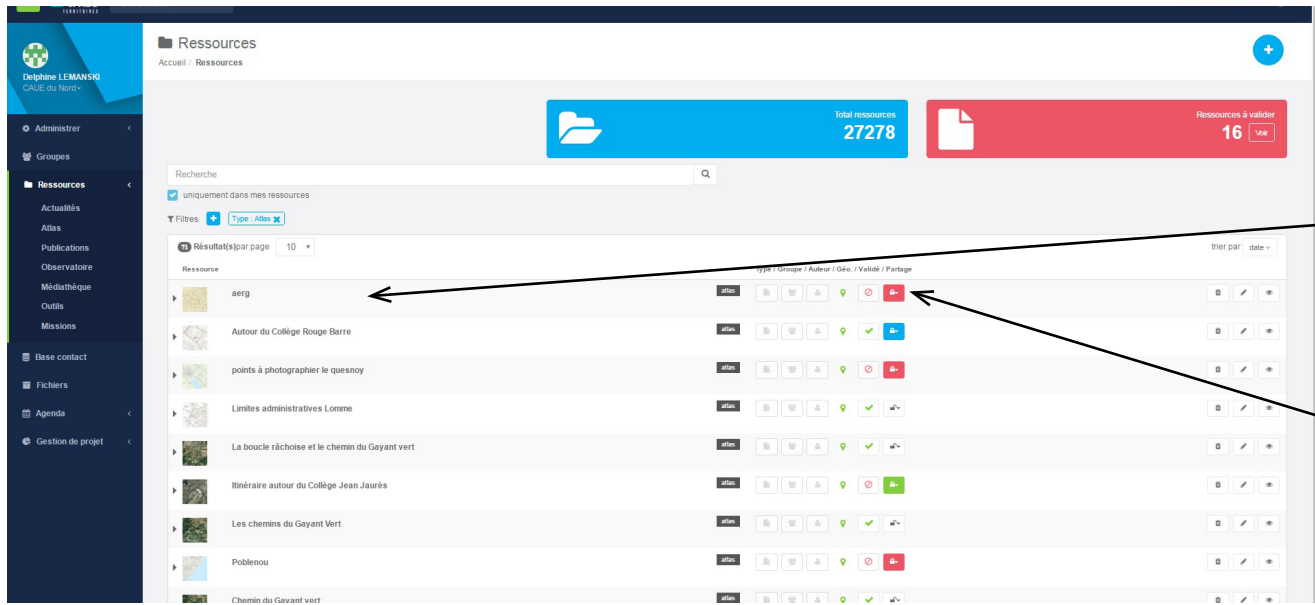 TERRITOIRES
Delphine LEMANSKI
CAUE du Nord
Administrer
Groupes
Ressources
Actualités
Atlas
Publications
Observatoire
Médiathèque
Outils
Missions
Base contact
Fichiers
Agenda
Gestion de projet
Ressources
Accueil / Ressources
+
Total ressources
27278
Ressources à valider
16 Voir
Recherche
uniquement dans mes ressources
Filtres + Type : Atlas x
71 Résultat(s)par page 10
trier par date
Ressource Type / Groupe / Auteur / Géo. / Validé / Partage
aerg atlas
Autour du Collège Rouge Barre atlas
points à photographier le quesnoy atlas
Limites administratives Lomme atlas
La boucle râchoise et le chemin du Gayant vert atlas
Itinéraire autour du Collège Jean Jaurès atlas
Les chemins du Gayant Vert atlas
Poblenou atlas
Chemin du Gayant vert atlas